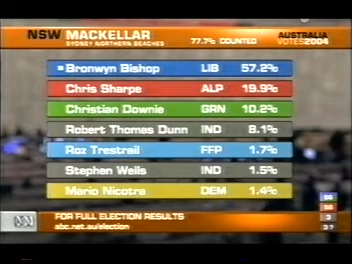 NSW MACKELLAR
SYDNEY NORTHERN BEACHES
77.7% COUNTED
AUSTRALIA
VOTES2004
Bronwyn Bishop LIB 57.2%
Chris Sharpe ALP 19.9%
Christian Downie GRN 10.2%
Robert Thomas Dunn IND 8.1%
Roz Trestrail FFP 1.7%
Stephen Wells IND 1.5%
Mario Nicotra DEM 1.4%
FOR FULL ELECTION RESULTS
abc.net.au/election